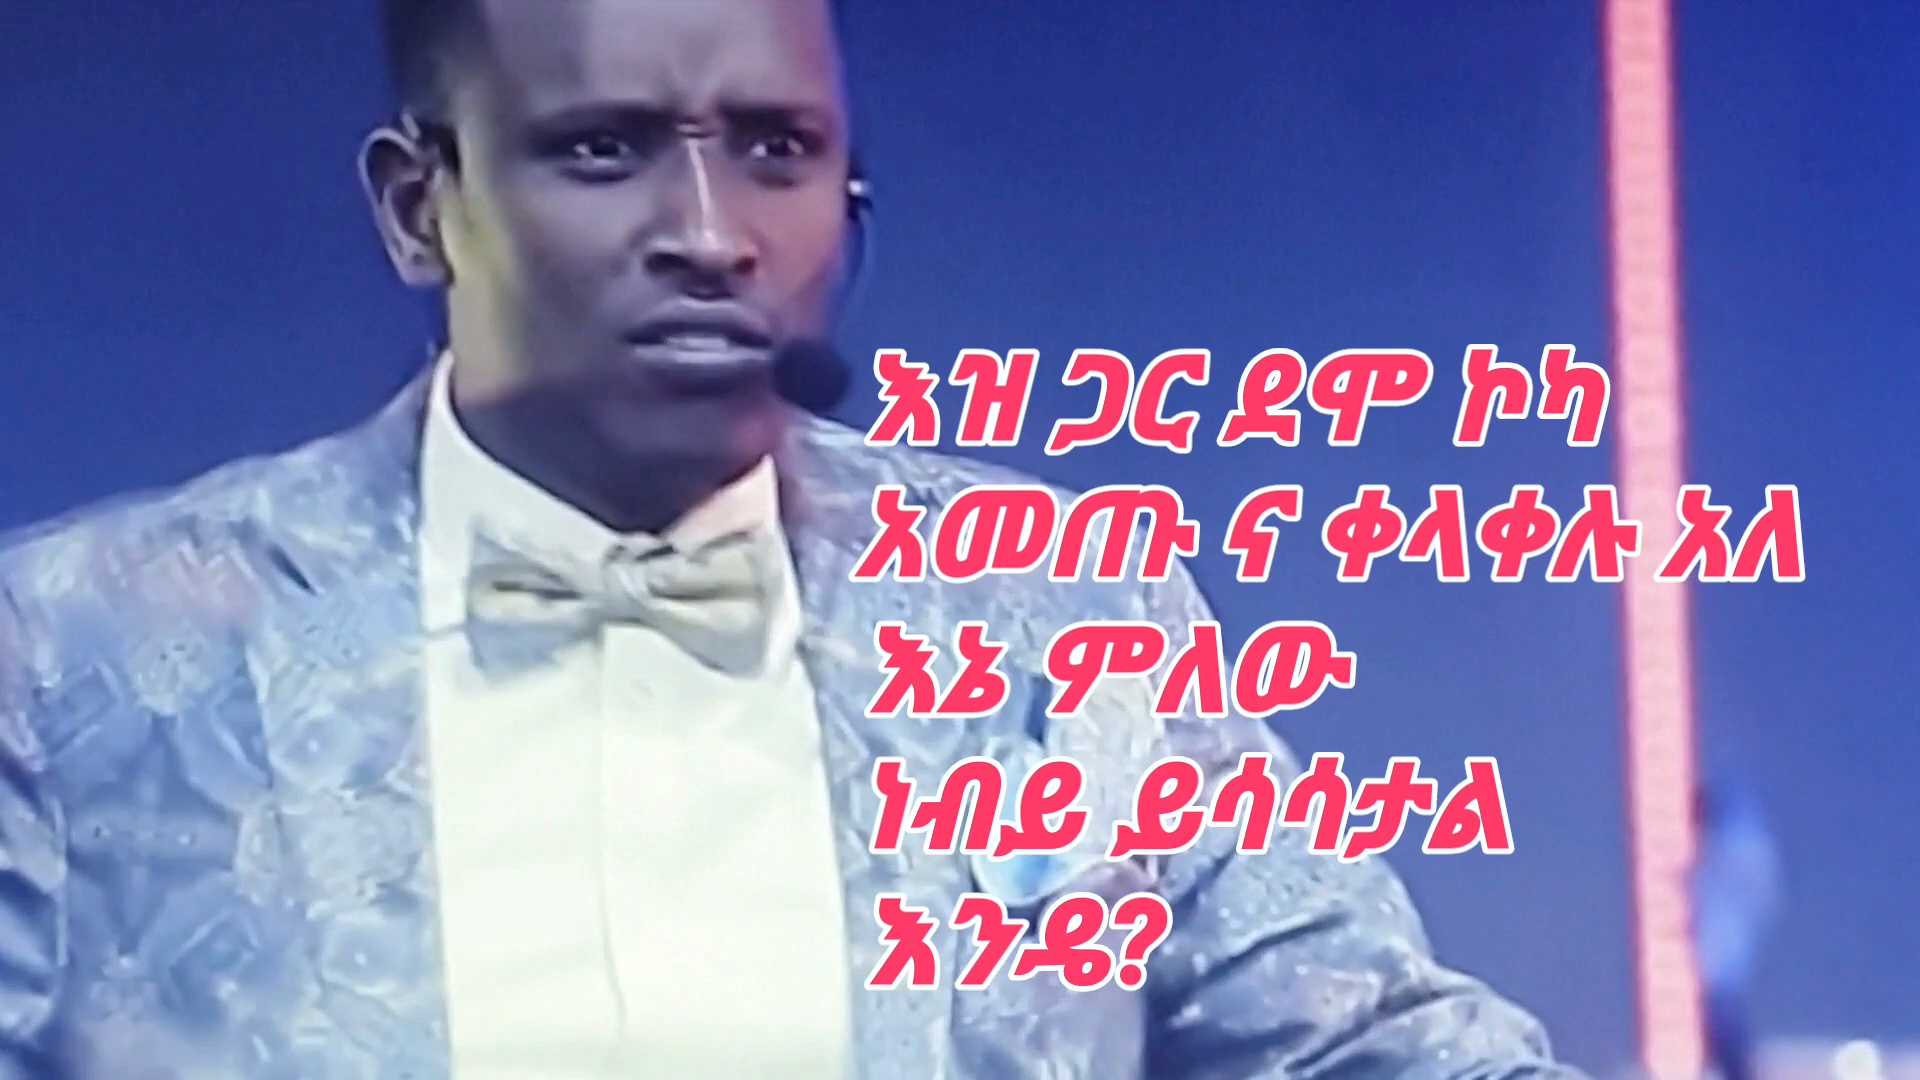 እዝ ጋር ደሞ ኮካ
አመጡ ና ቀላቀሉ አለ
እኔ ምለው
ነብይ ይሳሳታል
እንዴ?